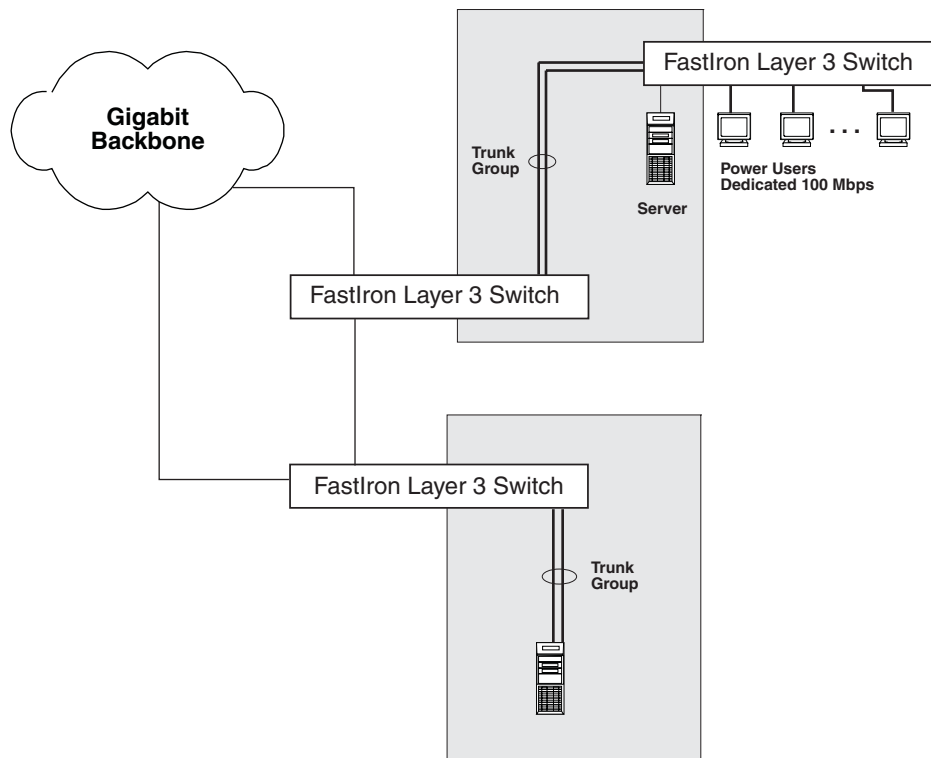 Gigabit
Backbone
FastIron Layer 3 Switch
Trunk
Group
Server
Power Users
Dedicated 100 Mbps
FastIron Layer 3 Switch
FastIron Layer 3 Switch
Trunk
Group